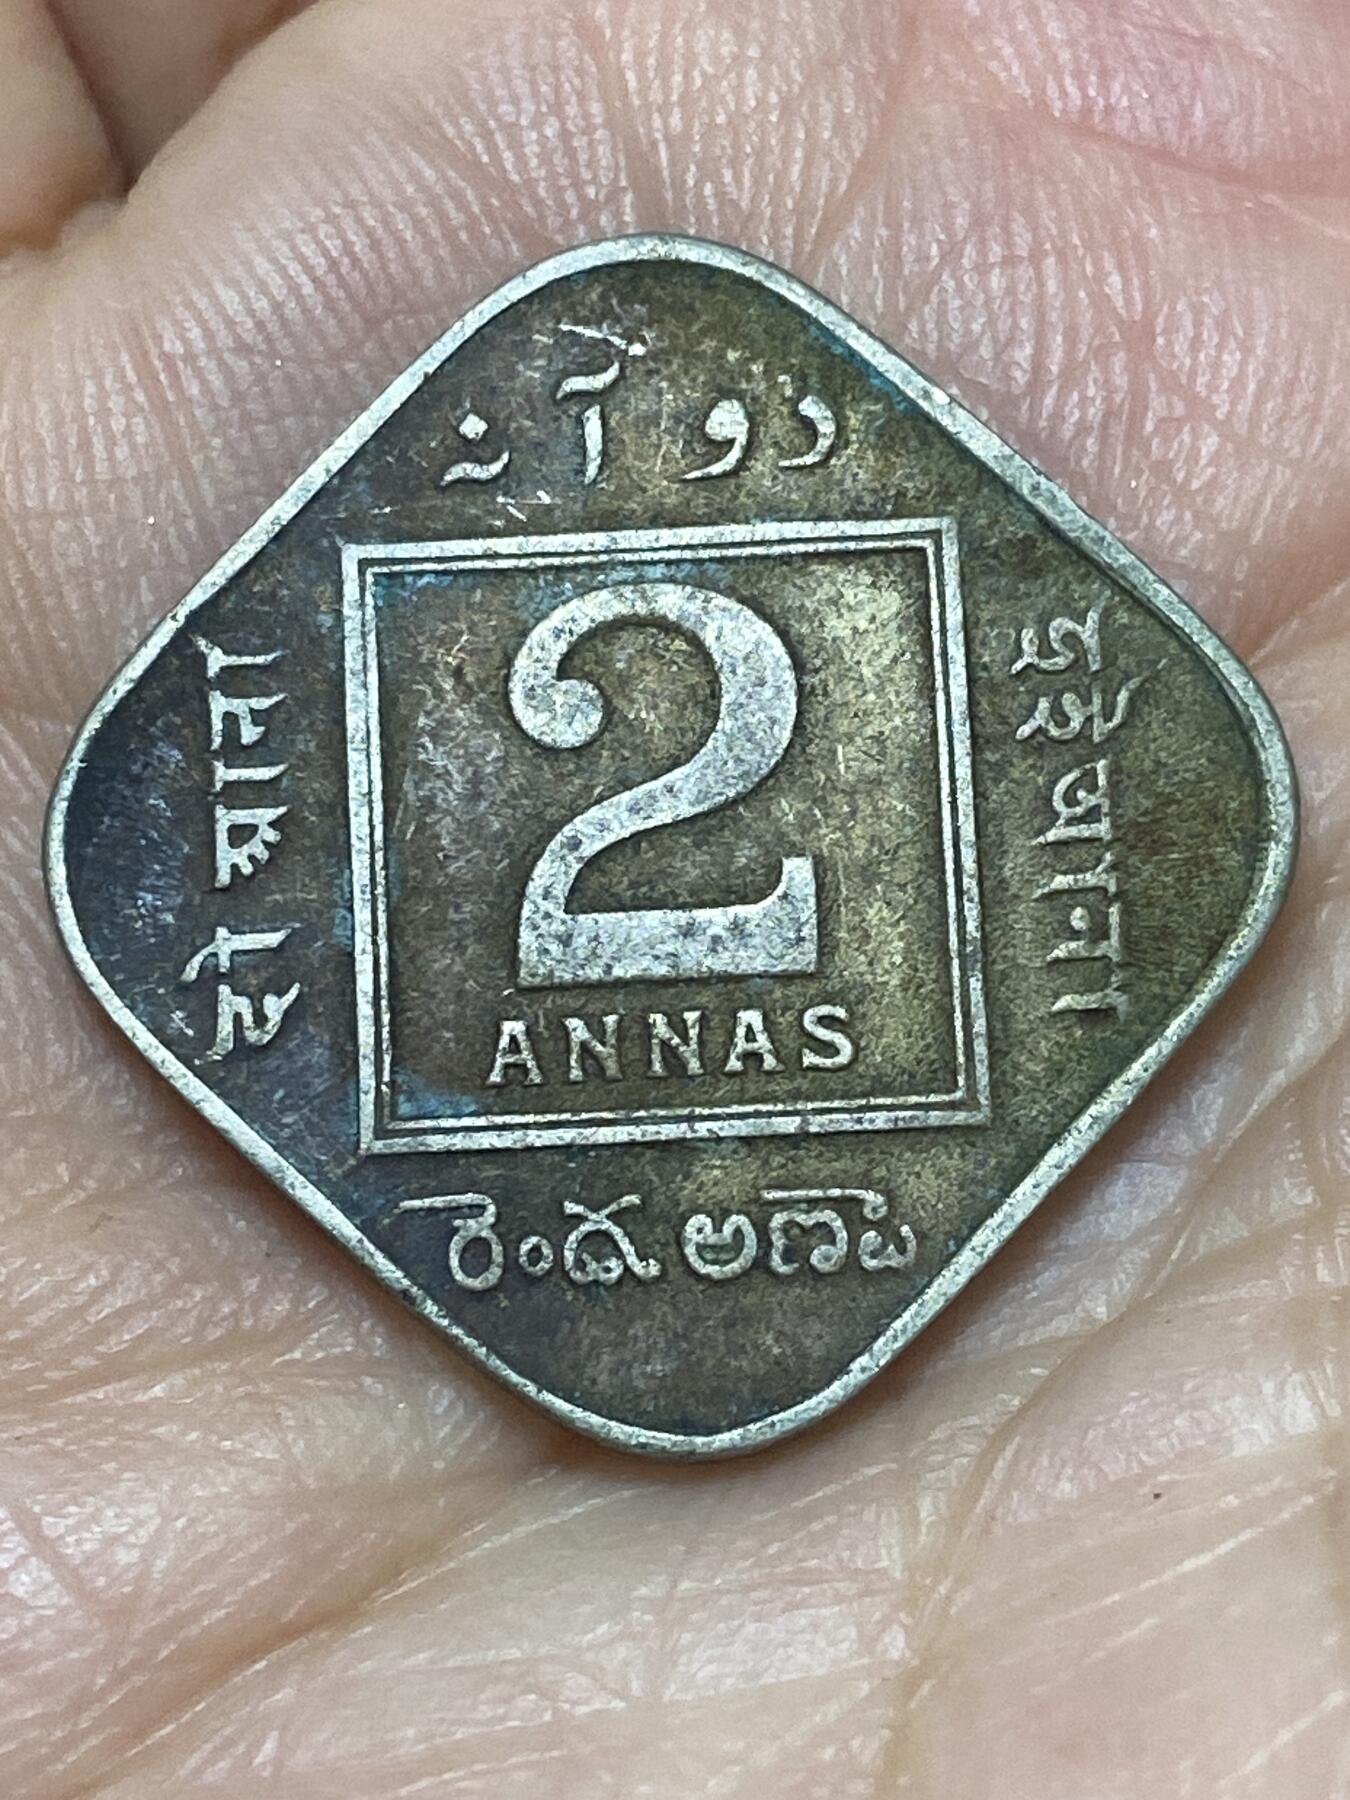 دو آنہ
दो आना
2
ANNAS
দুই আনা
రెండు అణా